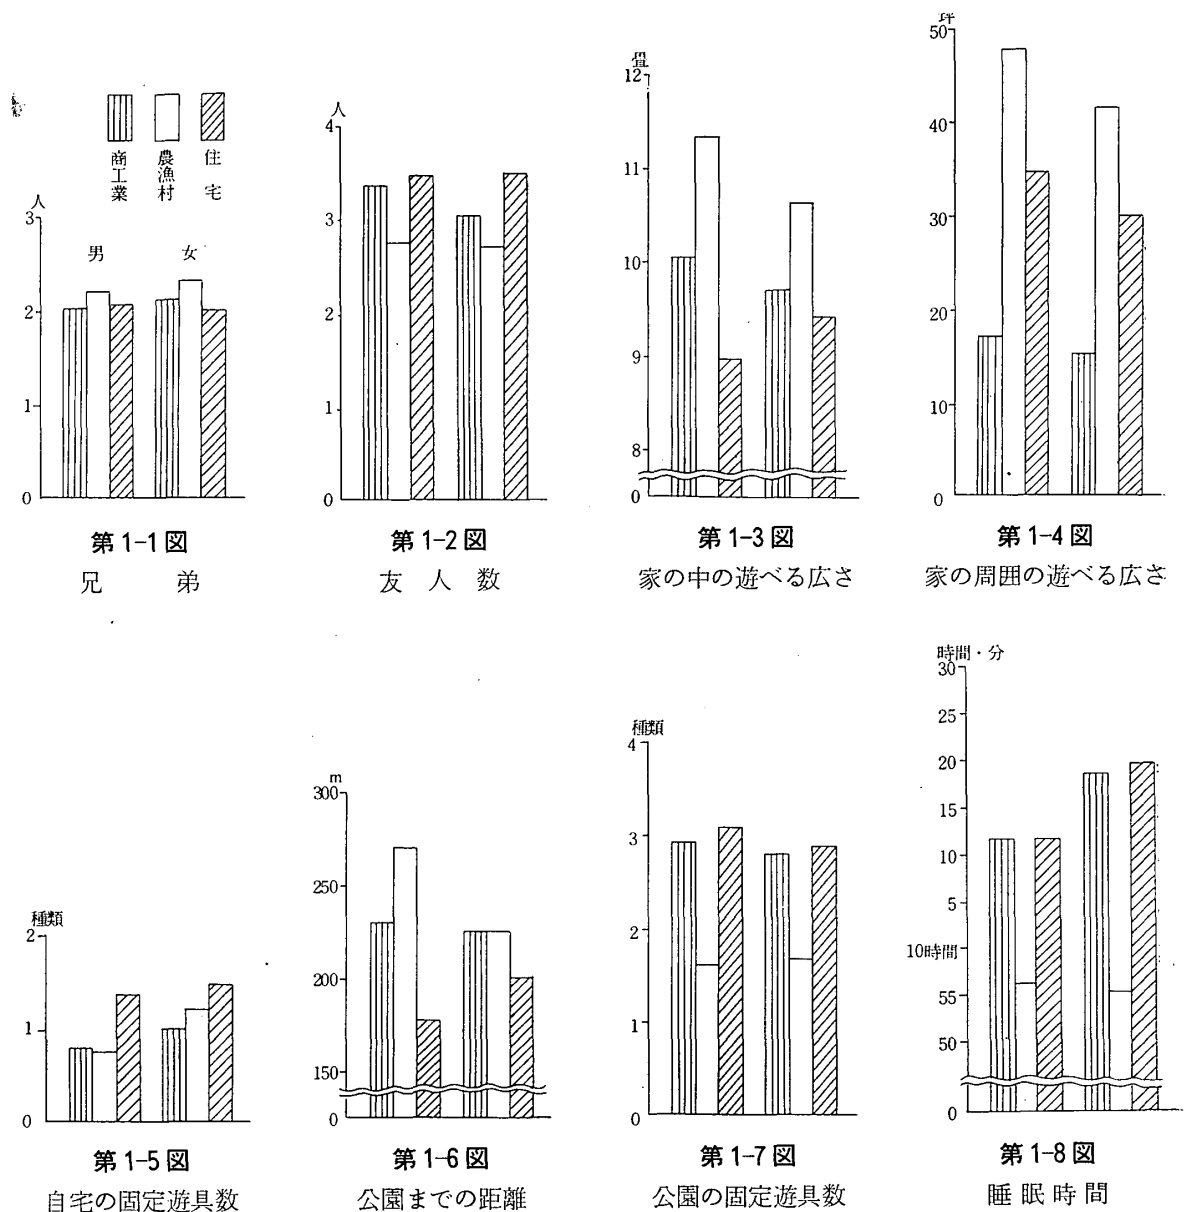 商工業
農漁村
住宅
人
3
2
1
0
男
女
第1-1図
兄弟
人
4
3
2
1
0
第1-2図
友人数
畳
12
11
10
9
8
0
第1-3図
家の中の遊べる広さ
坪
50
40
30
20
10
0
第1-4図
家の周囲の遊べる広さ
種類
2
1
0
第1-5図
自宅の固定遊具数
m
300
250
200
150
0
第1-6図
公園までの距離
種類
4
3
2
1
0
第1-7図
公園の固定遊具数
時間・分
30
25
20
15
10
5
10時間
55
50
0
第1-8図
睡眠時間